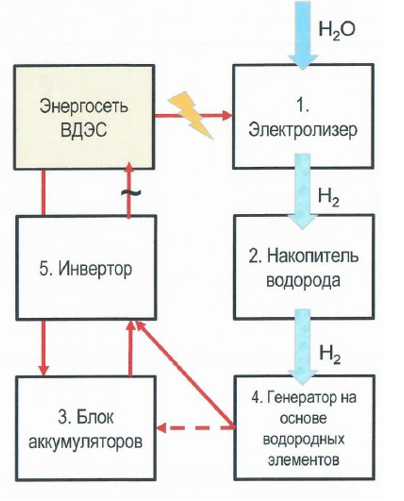 H₂O
Энергосеть
ВДЭС
1.
Электролизер
~
H₂
5. Инвертор
2. Накопитель
водорода
H₂
3. Блок
аккумуляторов
4. Генератор на
основе
водородных
элементов